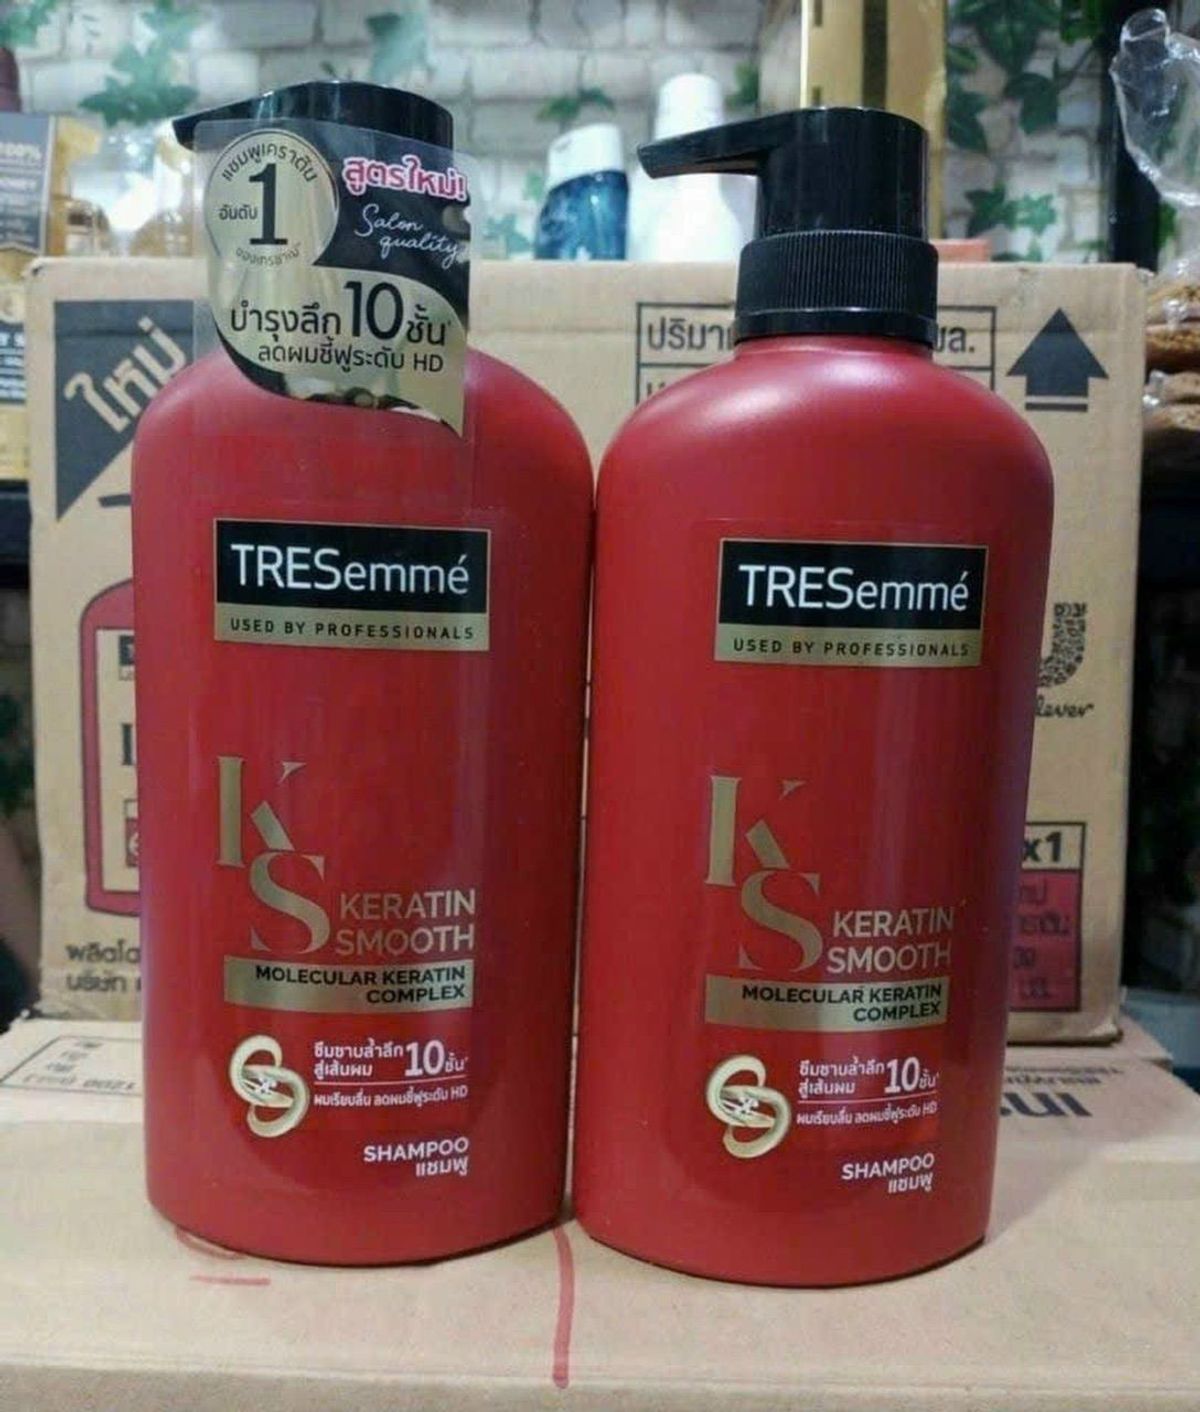 แชมพูเคราติน
อันดับ
1
ของเทรซาเม่
สูตรใหม่!
Salon
quality
บำรุงลึก 10 ชั้น*
ลดผมชี้ฟูระดับ HD
TRESemmé
USED BY PROFESSIONALS
KS KERATIN
SMOOTH
MOLECULAR KERATIN
COMPLEX
ซึมซาบล้ำลึก
สู่เส้นผม 10 ชั้น*
ผมเรียบลื่น ลดผมชี้ฟูระดับ HD
SHAMPOO
แชมพู
TRESemmé
USED BY PROFESSIONALS
KS KERATIN
SMOOTH
MOLECULAR KERATIN
COMPLEX
ซึมซาบล้ำลึก
สู่เส้นผม 10 ชั้น*
ผมเรียบลื่น ลดผมชี้ฟูระดับ HD
SHAMPOO
แชมพู
ใหม่
x1